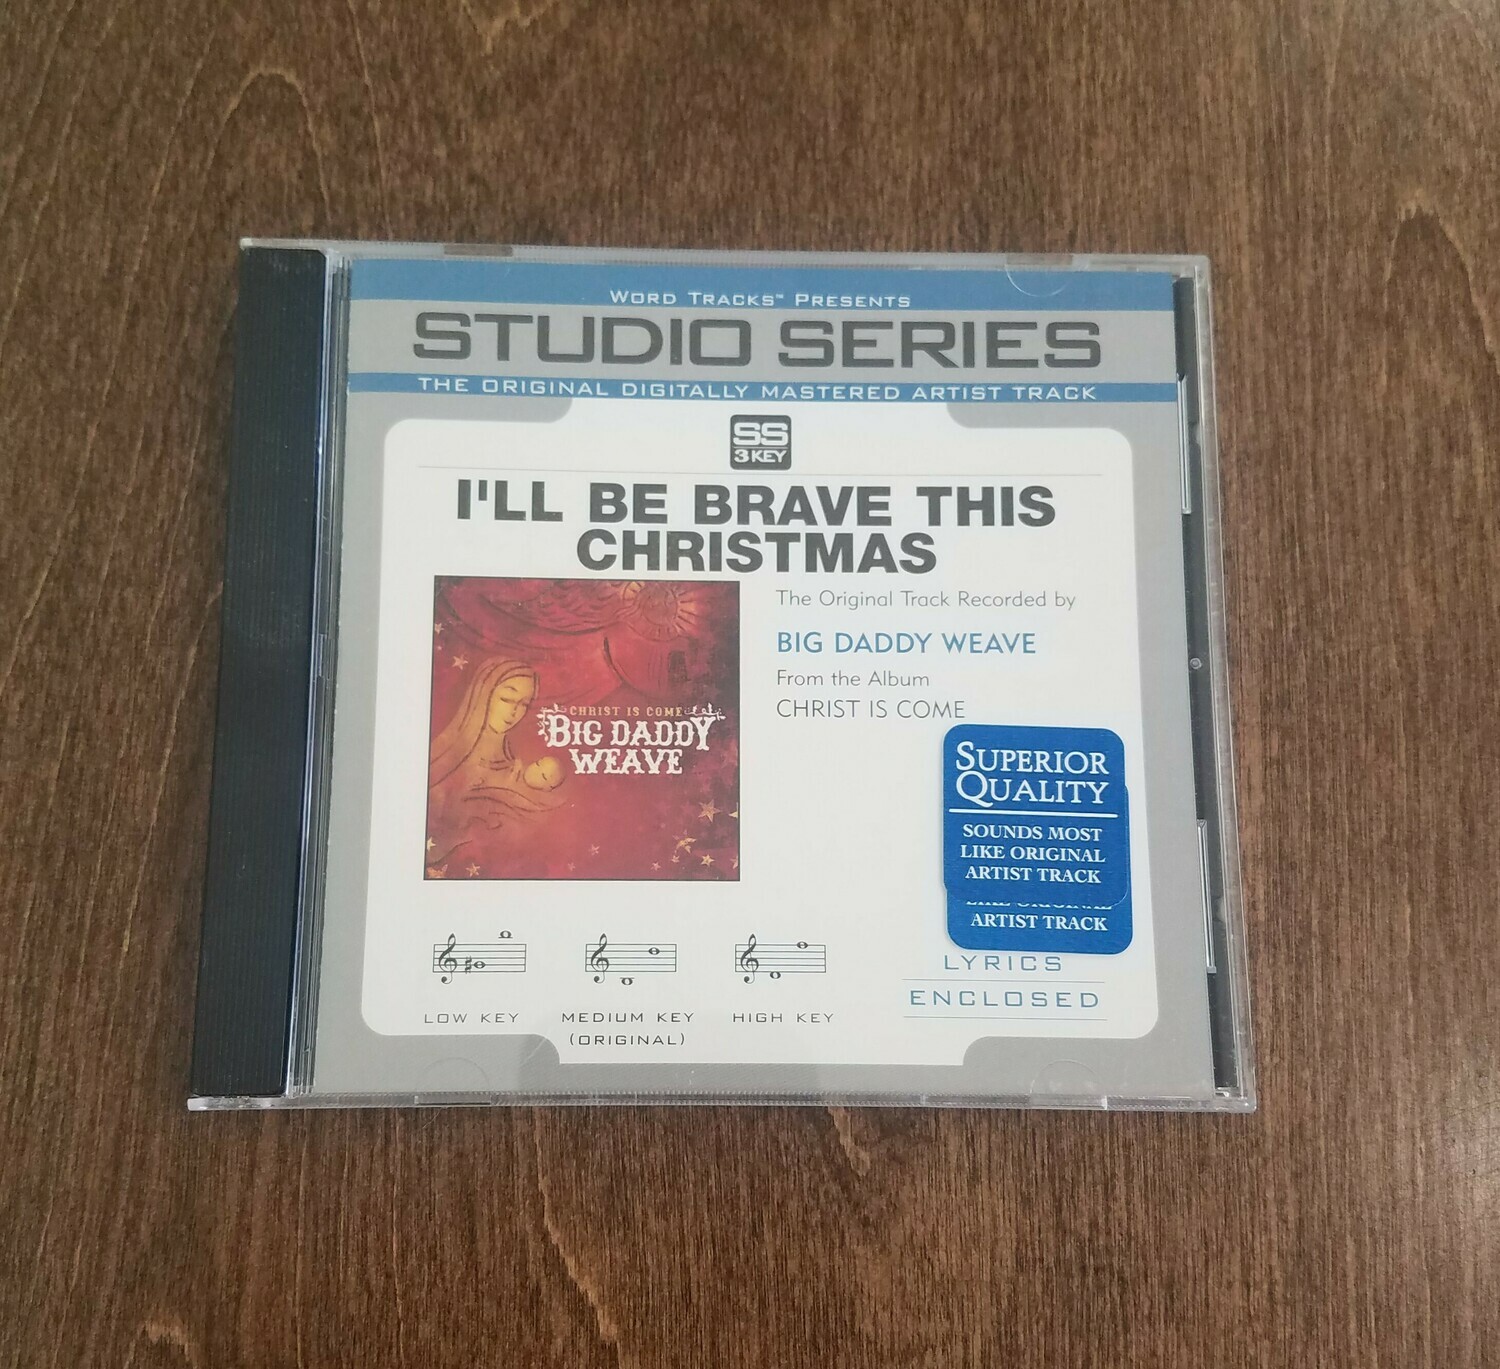 WORD TRACKS™ PRESENTS
STUDIO SERIES
THE ORIGINAL DIGITALLY MASTERED ARTIST TRACK
SS
3 KEY
I'LL BE BRAVE THIS
CHRISTMAS
The Original Track Recorded by
BIG DADDY WEAVE
From the Album
CHRIST IS COME
CHRIST IS COME
BIG DADDY
WEAVE
SUPERIOR
QUALITY
SOUNDS MOST
LIKE ORIGINAL
ARTIST TRACK
LIKE ORIGINAL
ARTIST TRACK
LYRICS
ENCLOSED
LOW KEY
MEDIUM KEY
(ORIGINAL)
HIGH KEY